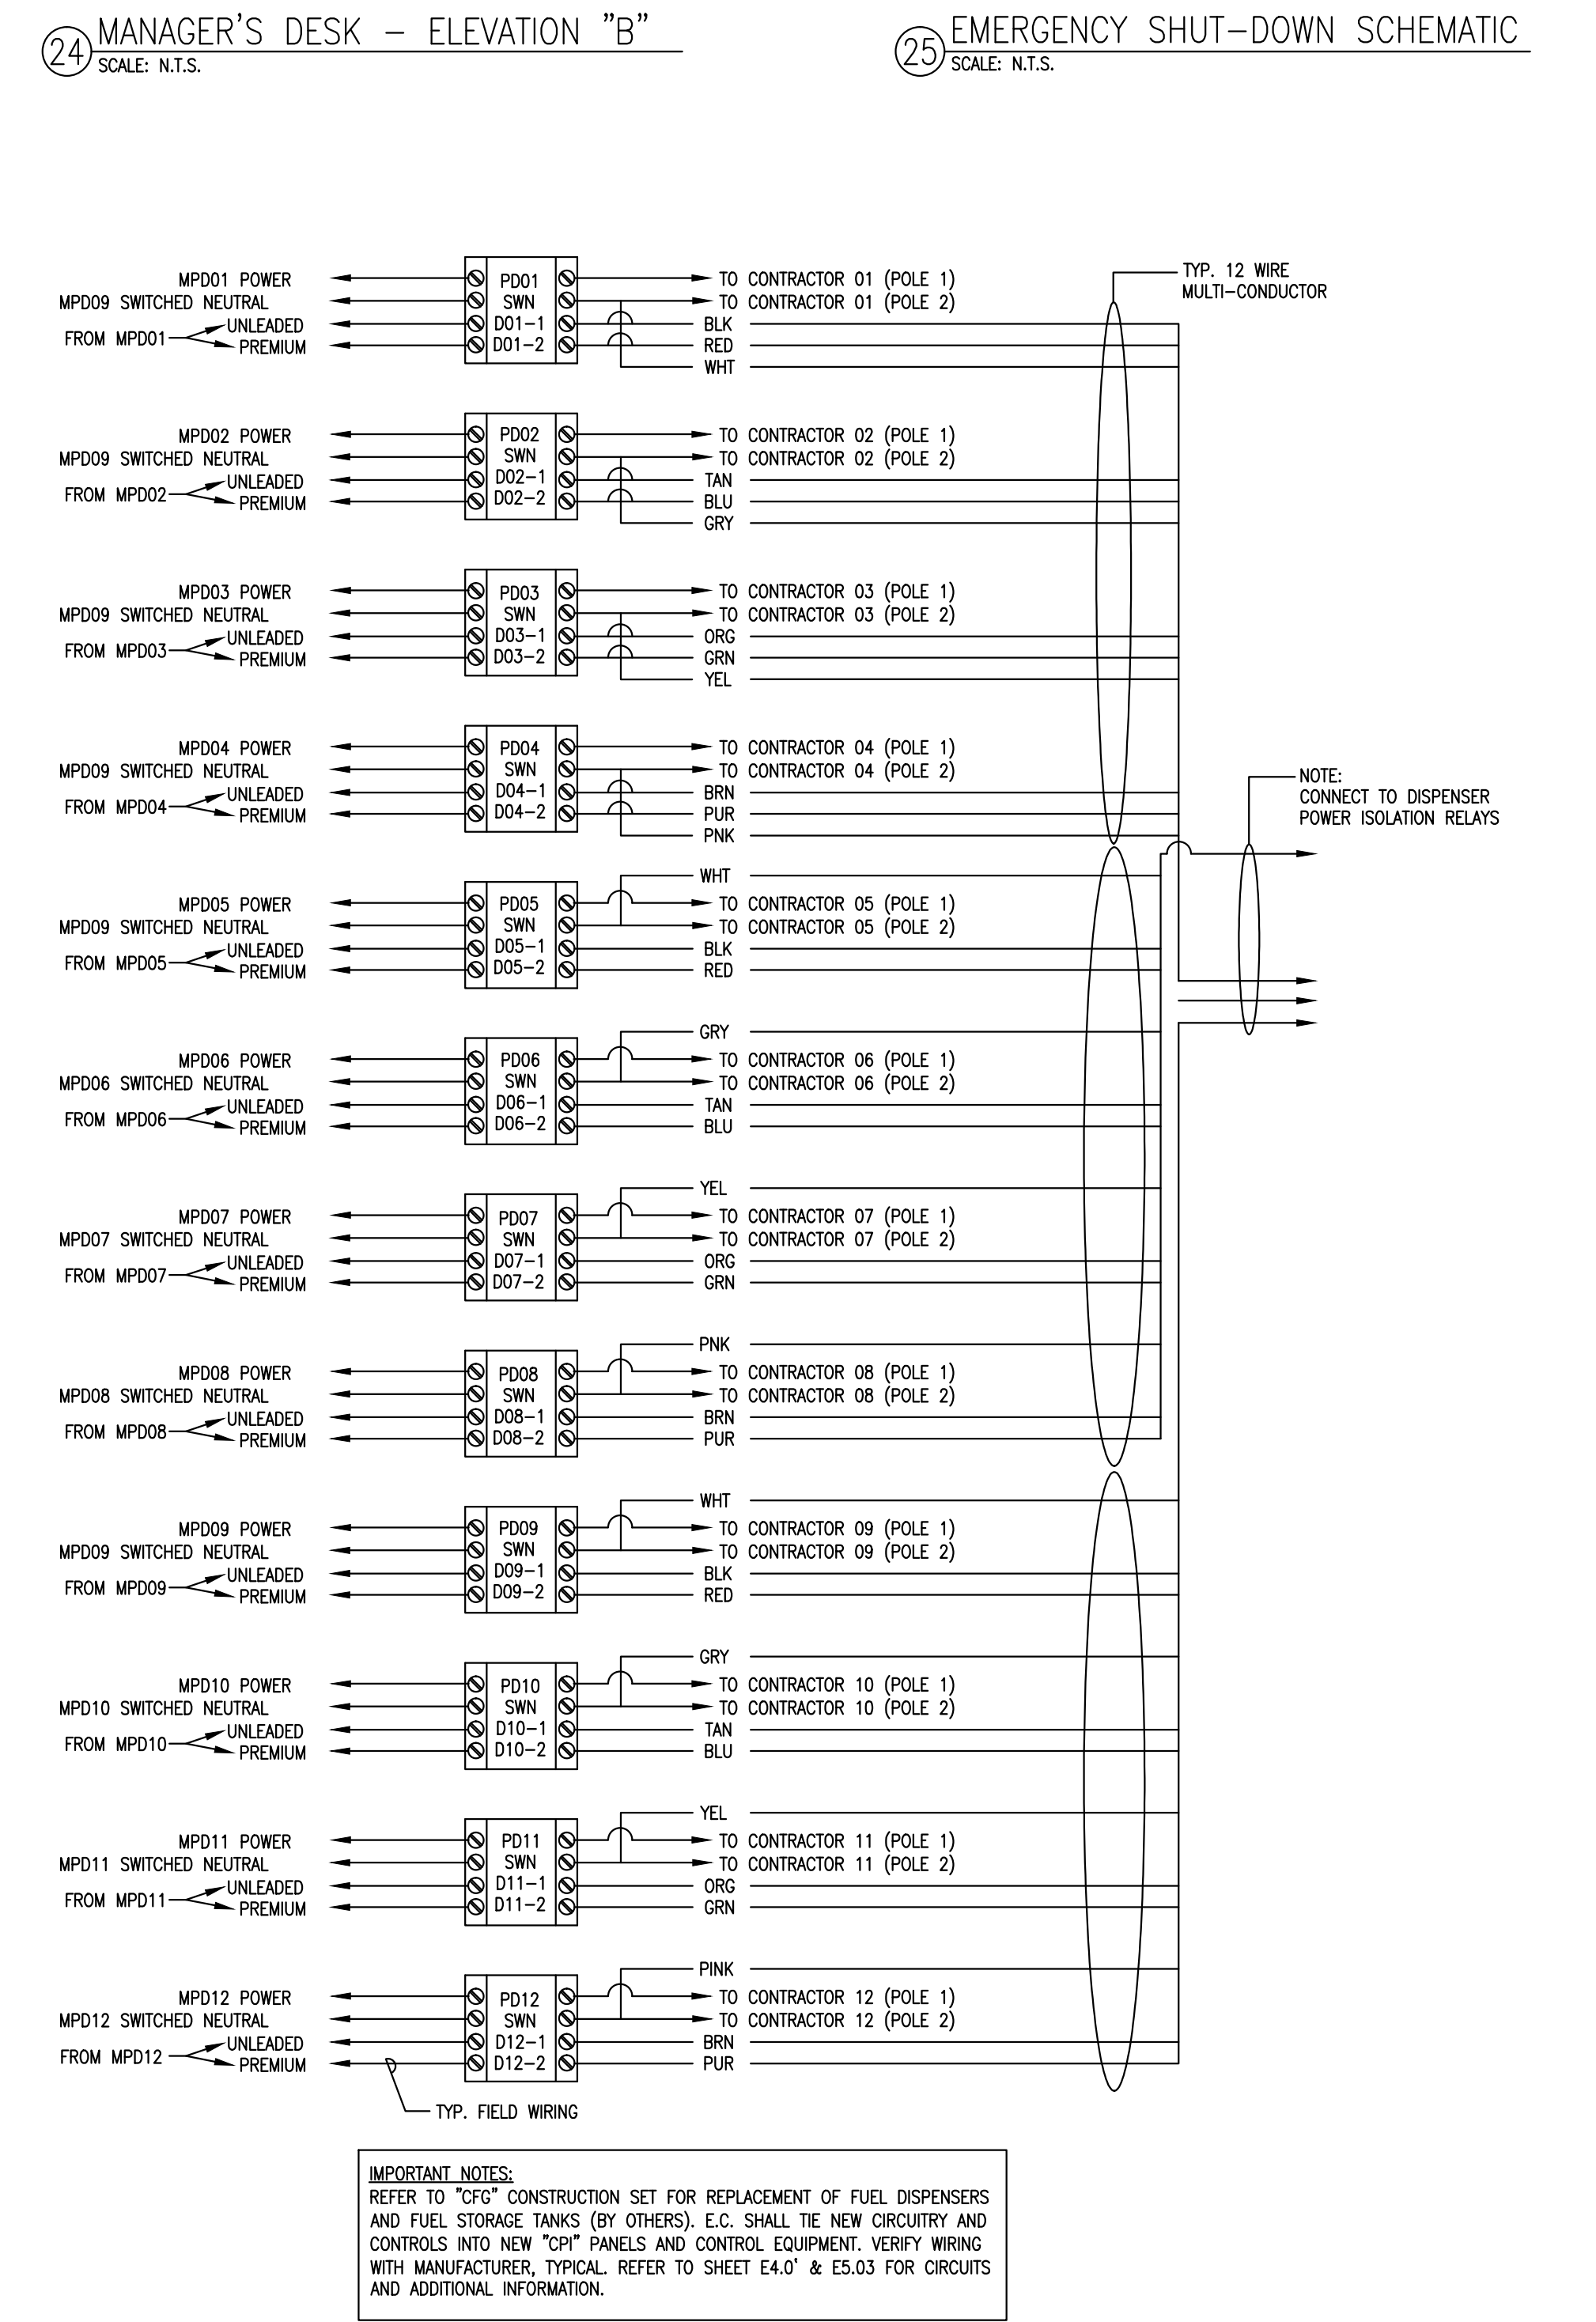 24 MANAGER'S DESK - ELEVATION "B"
SCALE: N.T.S.
25 EMERGENCY SHUT-DOWN SCHEMATIC
SCALE: N.T.S.
TYP. 12 WIRE
MULTI-CONDUCTOR
MPD01 POWER PD01 TO CONTRACTOR 01 (POLE 1)
MPD09 SWITCHED NEUTRAL SWN TO CONTRACTOR 01 (POLE 2)
FROM MPD01 UNLEADED D01-1 BLK
PREMIUM D01-2 RED
WHT
MPD02 POWER PD02 TO CONTRACTOR 02 (POLE 1)
MPD09 SWITCHED NEUTRAL SWN TO CONTRACTOR 02 (POLE 2)
FROM MPD02 UNLEADED D02-1 TAN
PREMIUM D02-2 BLU
GRY
MPD03 POWER PD03 TO CONTRACTOR 03 (POLE 1)
MPD09 SWITCHED NEUTRAL SWN TO CONTRACTOR 03 (POLE 2)
FROM MPD03 UNLEADED D03-1 ORG
PREMIUM D03-2 GRN
YEL
MPD04 POWER PD04 TO CONTRACTOR 04 (POLE 1)
MPD09 SWITCHED NEUTRAL SWN TO CONTRACTOR 04 (POLE 2)
FROM MPD04 UNLEADED D04-1 BRN
PREMIUM D04-2 PUR
PNK
NOTE:
CONNECT TO DISPENSER
POWER ISOLATION RELAYS
WHT
MPD05 POWER PD05 TO CONTRACTOR 05 (POLE 1)
MPD09 SWITCHED NEUTRAL SWN TO CONTRACTOR 05 (POLE 2)
FROM MPD05 UNLEADED D05-1 BLK
PREMIUM D05-2 RED
GRY
MPD06 POWER PD06 TO CONTRACTOR 06 (POLE 1)
MPD06 SWITCHED NEUTRAL SWN TO CONTRACTOR 06 (POLE 2)
FROM MPD06 UNLEADED D06-1 TAN
PREMIUM D06-2 BLU
YEL
MPD07 POWER PD07 TO CONTRACTOR 07 (POLE 1)
MPD07 SWITCHED NEUTRAL SWN TO CONTRACTOR 07 (POLE 2)
FROM MPD07 UNLEADED D07-1 ORG
PREMIUM D07-2 GRN
PNK
MPD08 POWER PD08 TO CONTRACTOR 08 (POLE 1)
MPD08 SWITCHED NEUTRAL SWN TO CONTRACTOR 08 (POLE 2)
FROM MPD08 UNLEADED D08-1 BRN
PREMIUM D08-2 PUR
WHT
MPD09 POWER PD09 TO CONTRACTOR 09 (POLE 1)
MPD09 SWITCHED NEUTRAL SWN TO CONTRACTOR 09 (POLE 2)
FROM MPD09 UNLEADED D09-1 BLK
PREMIUM D09-2 RED
GRY
MPD10 POWER PD10 TO CONTRACTOR 10 (POLE 1)
MPD10 SWITCHED NEUTRAL SWN TO CONTRACTOR 10 (POLE 2)
FROM MPD10 UNLEADED D10-1 TAN
PREMIUM D10-2 BLU
YEL
MPD11 POWER PD11 TO CONTRACTOR 11 (POLE 1)
MPD11 SWITCHED NEUTRAL SWN TO CONTRACTOR 11 (POLE 2)
FROM MPD11 UNLEADED D11-1 ORG
PREMIUM D11-2 GRN
PINK
MPD12 POWER PD12 TO CONTRACTOR 12 (POLE 1)
MPD12 SWITCHED NEUTRAL SWN TO CONTRACTOR 12 (POLE 2)
FROM MPD12 UNLEADED D12-1 BRN
PREMIUM D12-2 PUR
TYP. FIELD WIRING
IMPORTANT NOTES:
REFER TO "CFG" CONSTRUCTION SET FOR REPLACEMENT OF FUEL DISPENSERS
AND FUEL STORAGE TANKS (BY OTHERS). E.C. SHALL TIE NEW CIRCUITRY AND
CONTROLS INTO NEW "CPI" PANELS AND CONTROL EQUIPMENT. VERIFY WIRING
WITH MANUFACTURER, TYPICAL. REFER TO SHEET E4.0' & E5.03 FOR CIRCUITS
AND ADDITIONAL INFORMATION.